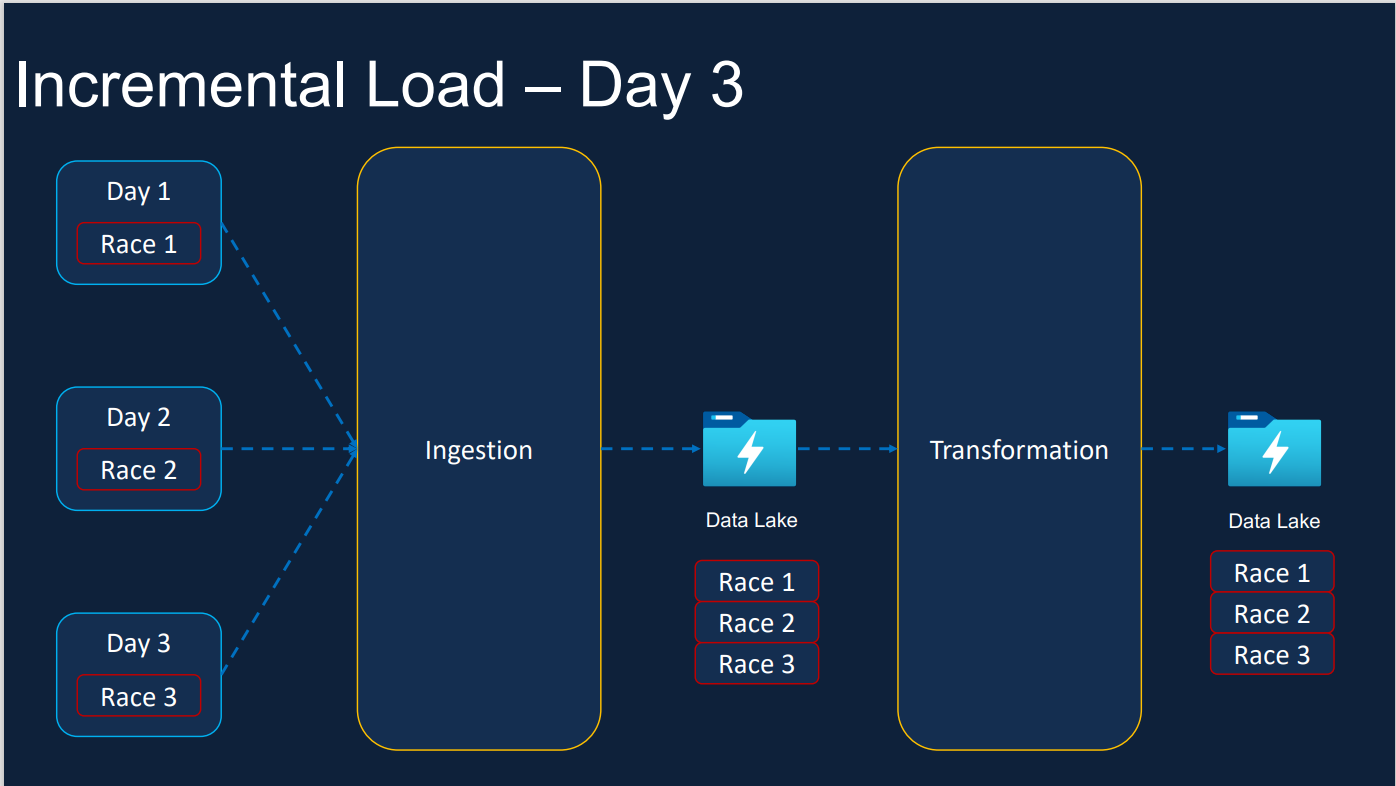 Incremental Load – Day 3
Day 1
Race 1
Day 2
Race 2
Day 3
Race 3
Ingestion
Data Lake
Race 1
Race 2
Race 3
Transformation
Data Lake
Race 1
Race 2
Race 3